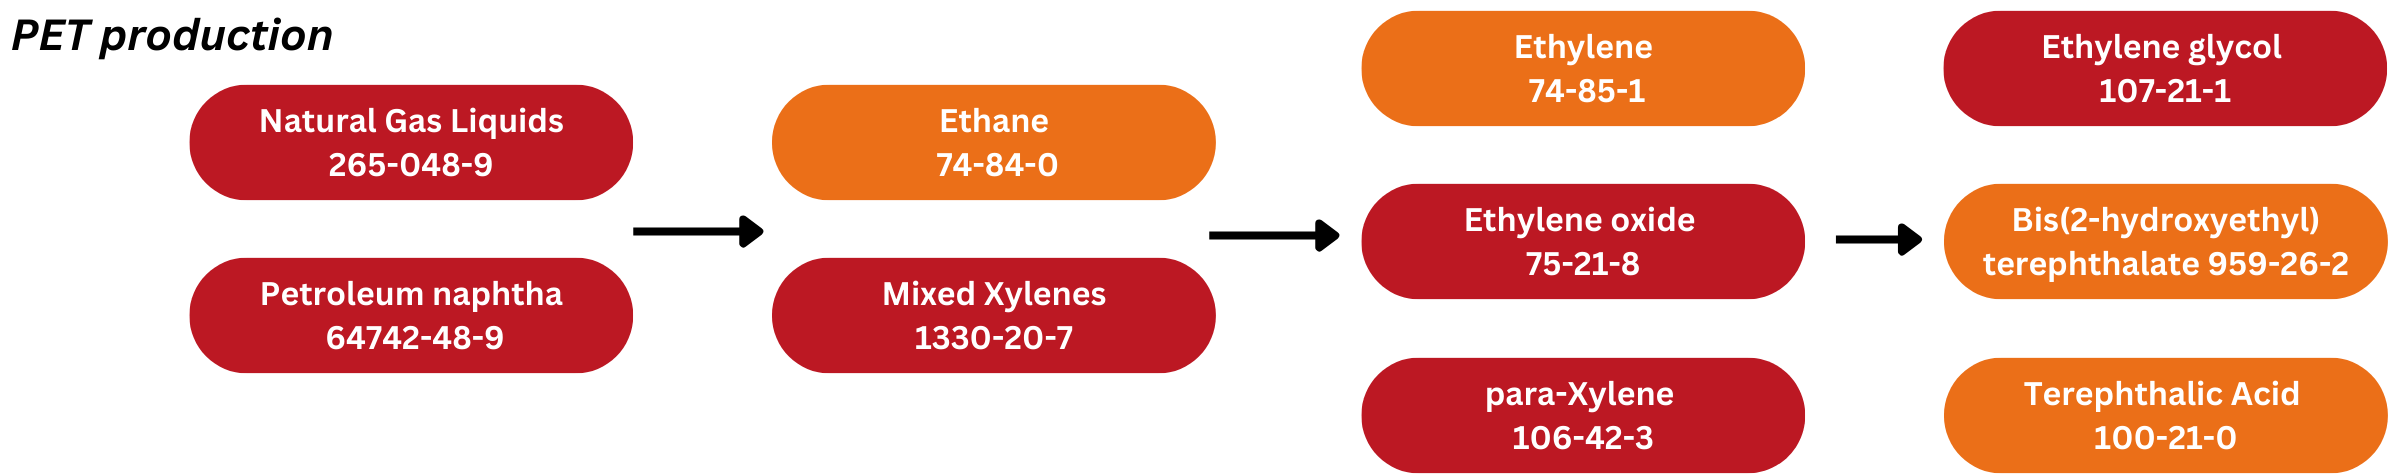 PET production
Natural Gas Liquids
265-048-9
Petroleum naphtha
64742-48-9
Ethane
74-84-0
Mixed Xylenes
1330-20-7
Ethylene
74-85-1
Ethylene oxide
75-21-8
para-Xylene
106-42-3
Ethylene glycol
107-21-1
Bis(2-hydroxyethyl)
terephthalate 959-26-2
Terephthalic Acid
100-21-0